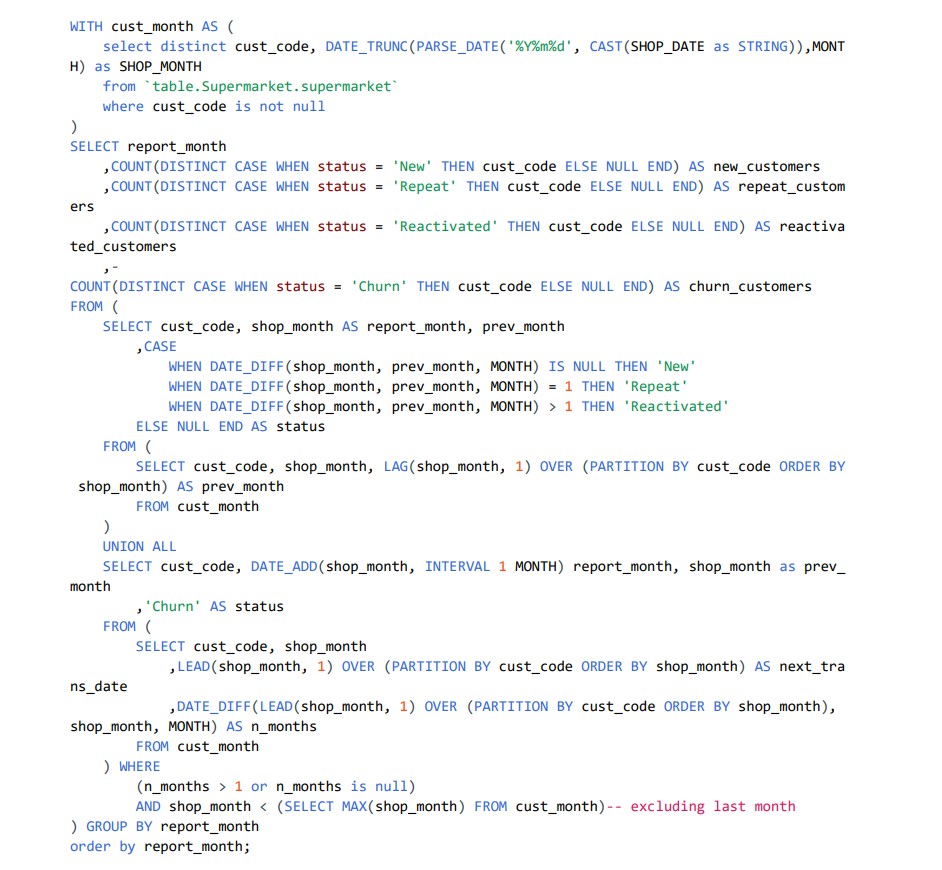 WITH cust_month AS (
    select distinct cust_code, DATE_TRUNC(PARSE_DATE('%Y%m%d', CAST(SHOP_DATE as STRING)),MONT
H) as SHOP_MONTH
    from `table.Supermarket.supermarket`
    where cust_code is not null
)
SELECT report_month
    ,COUNT(DISTINCT CASE WHEN status = 'New' THEN cust_code ELSE NULL END) AS new_customers
    ,COUNT(DISTINCT CASE WHEN status = 'Repeat' THEN cust_code ELSE NULL END) AS repeat_custom
ers
    ,COUNT(DISTINCT CASE WHEN status = 'Reactivated' THEN cust_code ELSE NULL END) AS reactiva
ted_customers
    ,-
COUNT(DISTINCT CASE WHEN status = 'Churn' THEN cust_code ELSE NULL END) AS churn_customers
FROM (
    SELECT cust_code, shop_month AS report_month, prev_month
        ,CASE
            WHEN DATE_DIFF(shop_month, prev_month, MONTH) IS NULL THEN 'New'
            WHEN DATE_DIFF(shop_month, prev_month, MONTH) = 1 THEN 'Repeat'
            WHEN DATE_DIFF(shop_month, prev_month, MONTH) > 1 THEN 'Reactivated'
        ELSE NULL END AS status
    FROM (
        SELECT cust_code, shop_month, LAG(shop_month, 1) OVER (PARTITION BY cust_code ORDER BY
 shop_month) AS prev_month
        FROM cust_month
    )
    UNION ALL
    SELECT cust_code, DATE_ADD(shop_month, INTERVAL 1 MONTH) report_month, shop_month as prev_
month
        ,'Churn' AS status
    FROM (
        SELECT cust_code, shop_month
            ,LEAD(shop_month, 1) OVER (PARTITION BY cust_code ORDER BY shop_month) AS next_tra
ns_date
            ,DATE_DIFF(LEAD(shop_month, 1) OVER (PARTITION BY cust_code ORDER BY shop_month),
shop_month, MONTH) AS n_months
        FROM cust_month
    ) WHERE
        (n_months > 1 or n_months is null)
        AND shop_month < (SELECT MAX(shop_month) FROM cust_month)-- excluding last month
) GROUP BY report_month
order by report_month;